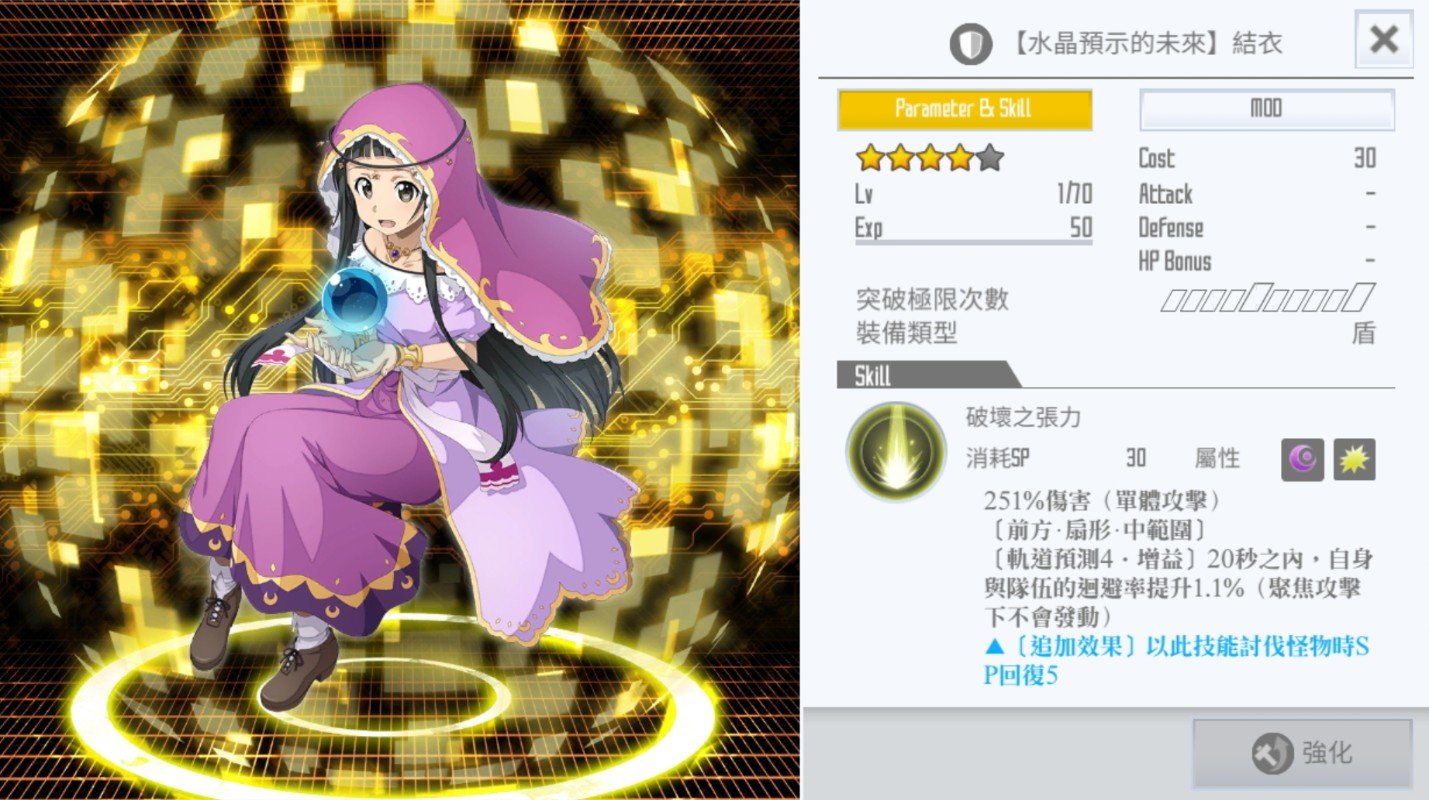 【水晶預示的未來】結衣
Parameter & Skill
MOD
Lv 1/70
Exp 50
Cost 30
Attack -
Defense -
HP Bonus -
突破極限次數
裝備類型 盾
Skill
破壞之張力
消耗SP 30 屬性
251%傷害（單體攻擊）
〔前方·扇形·中範圍〕
〔軌道預測4·增益〕20秒之內，自身
與隊伍的迴避率提升1.1%（聚焦攻擊
下不會發動）
▲〔追加效果〕以此技能討伐怪物時S
P回復5
強化